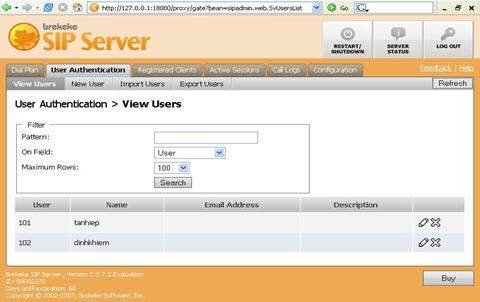 http://127.0.0.1:18080/proxy/gate?bean=sipadmin.web.SvUsersList
brekeke
SIP Server
RESTART/
SHUTDOWN
SERVER
STATUS
LOG OUT
Dial Plan User Authentication Registered Clients Active Sessions Call Logs Configuration Feedback | Help
View Users New User Import Users Export Users Refresh
User Authentication > View Users
Filter
Pattern:
On Field: User
Maximum Rows: 100
Search
User Name Email Address Description
101 tanhiep
102 dinhkhiem
Brekeke SIP Server , Version 2.0.7.2 Evaluation
ID: 00032276
Days until expiration: 60
Copyright © 2002-2007, Brekeke Software, Inc.
Buy